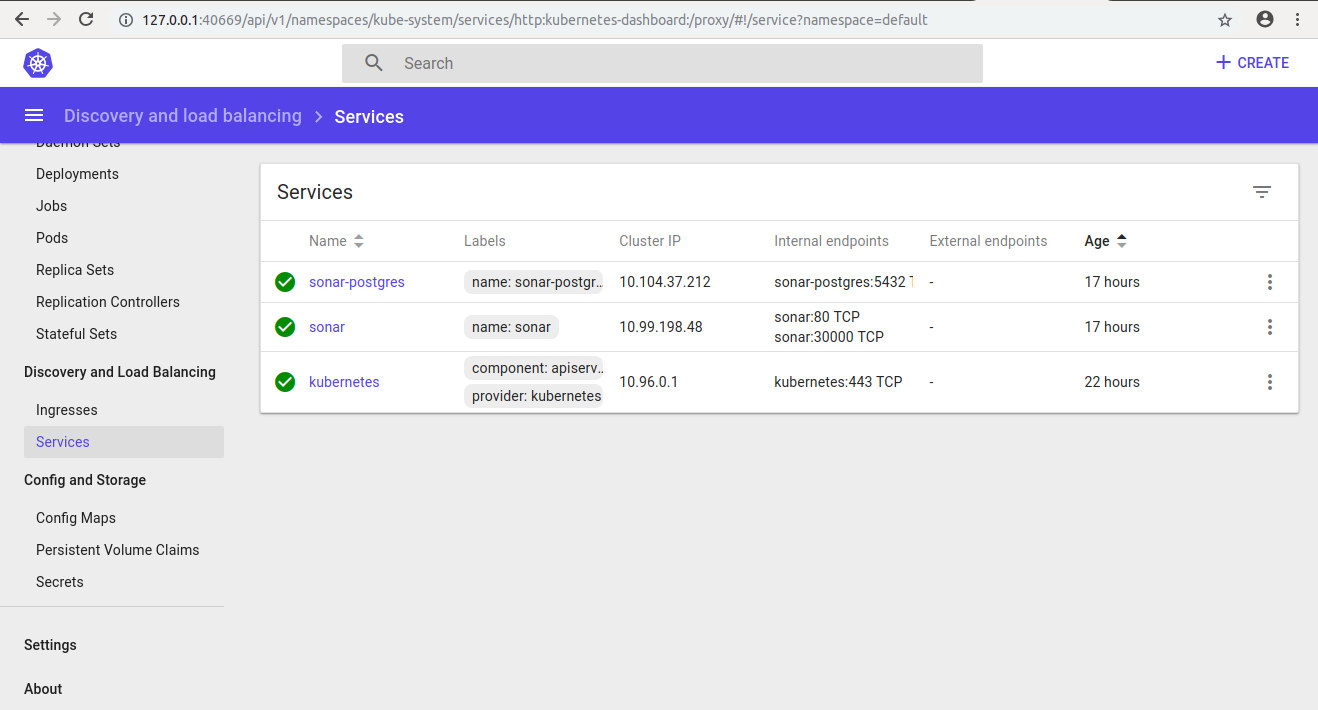 127.0.0.1:40669/api/v1/namespaces/kube-system/services/http:kubernetes-dashboard:/proxy/#!/service?namespace=default
Search
+ CREATE
Discovery and load balancing > Services
Daemon Sets
Deployments
Jobs
Pods
Replica Sets
Replication Controllers
Stateful Sets
Discovery and Load Balancing
Ingresses
Services
Config and Storage
Config Maps
Persistent Volume Claims
Secrets
Settings
About
Services
Name Labels Cluster IP Internal endpoints External endpoints Age
sonar-postgres name: sonar-postgr.. 10.104.37.212 sonar-postgres:5432 - 17 hours
sonar name: sonar 10.99.198.48 sonar:80 TCP - 17 hours
sonar:30000 TCP
kubernetes component: apiserv.. 10.96.0.1 kubernetes:443 TCP - 22 hours
provider: kubernetes